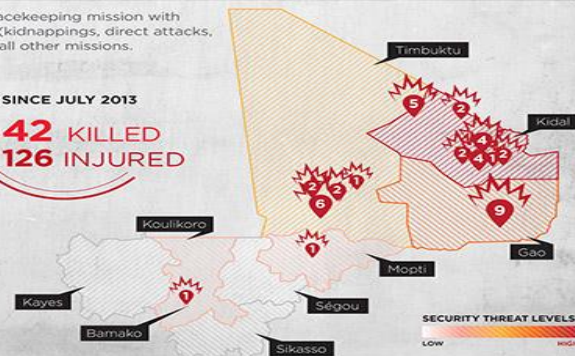 acekeeping mission with
(kidnappings, direct attacks,
all other missions.
SINCE JULY 2013
42 KILLED
126 INJURED
Timbuktu
5
2
Kidal
4
2
4
1
2
2
2
1
6
9
Koulikoro
1
Gao
Mopti
1
Kayes
Ségou
Bamako
Sikasso
SECURITY THREAT LEVELS
LOW
HIGH